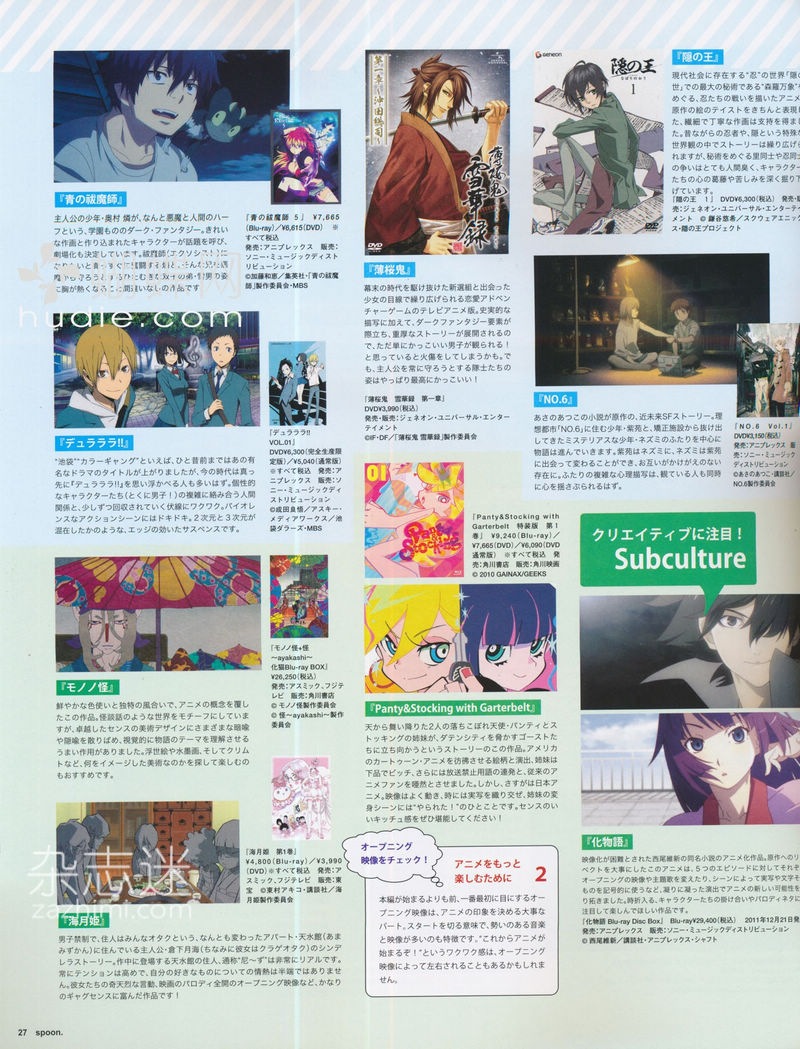 『青の祓魔師』
主人公の少年・奥村 燐が、なんと悪魔と人間のハー
フという、学園もののダーク・ファンタジー。きれい
な作画と作り込まれたキャラクターが話題を呼び、
劇場化も決定しています。祓魔師（エクソシスト）に
に胸が熱くなること間違いないの作品です！
『青の祓魔師 5 』¥7,665
(Blu-ray)／¥6,615(DVD) ※
すべて税込
発売：アニプレックス 販売：
ソニー・ミュージックディスト
リビューション
©加藤和恵／集英社・「青の祓魔
師」製作委員会・MBS
第一章～沖田総司～
薄桜鬼
雪華録
DVD
『薄桜鬼』
幕末の時代を駆け抜けた新選組と出会った
少女の目線で繰り広げられる恋愛アドベン
チャーゲームのテレビアニメ版。史実的な
描写に加えて、ダークファンタジー要素が
際立ち、重厚なストーリーが展開されるの
で、ただ単にかっこいい男子が観られる！
と思っていると火傷をしてしまうかも。で
も、主人公を常に守ろうとする隊士たちの
姿はやっぱり最高にかっこいい！
『薄桜鬼 雪華録 第一章』
DVD¥3,990(税込)
発売・販売：ジェネオン・ユニバーサル・エンター
テイメント
©IF・DF／「薄桜鬼 雪華録」製作委員会
Geneon
隠の王
1
DVD
『隠の王』
現代社会に存在する“忍”の世界「隠の
世」での最大の秘術である“森羅万象”を
めぐる、忍たちの戦いを描いたアニメ
原作の絵のテイストをきちんと表現し
た、繊細で丁寧な作画は支持を得まし
た。昔ながらの忍者や、隠という特殊
世界観の中でストーリーは繰り広げら
れますが、秘術をめぐる里同士や忍同士
の争いはとても人間臭く、キャラクター
たちの心の葛藤や苦しみを深く掘り下
げています。
『隠の王 1 』DVD¥6,300(税込) 発売・販
売：ジェネオン・ユニバーサル・エンターテイ
メント © 鎌谷悠希／スクウェアエニック
ス・隠の王プロジェクト
huale.com
『デュラララ!!』
“池袋”“カラーギャング”といえば、ひと昔前まではあの有
名なドラマのタイトルが上がりましたが、今の時代は真っ
先に『デュラララ!!』を思い浮かべる人も多いはず。個性的
なキャラクターたち（とくに男子！）の複雑に絡み合う人間
関係と、少しずつ回収されていく伏線にワクワク。バイオレ
ンスなアクションシーンにはドキドキ。2次元と3次元が
混在したかのような、エッジの効いたサスペンスです。
『デュラララ!!
VOL.01』
DVD¥6,300(完全生産限
定版)／¥5,040(通常版)
※すべて税込 発売：ア
ニプレックス 販売：ソ
ニー・ミュージックディ
ストリビューション
©成田良悟／アスキー・
メディアワークス／池
袋ダラーズ・MBS
『NO.6』
あさのあつこの小説が原作の、近未来SFストーリー。理
想都市「NO.6」に住む少年・紫苑と、矯正施設から抜け出
してきたミステリアスな少年・ネズミのふたりを中心に
物語は進んでいきます。紫苑はネズミに、ネズミは紫苑
に出会って変わることができ、お互いがかけがえのない
存在に。ふたりの複雑な心理描写は、観ている人も同時
に心を揺さぶられるはず。
『NO.6 Vol.1』
DVD¥3,150(税込)
発売：アニプレックス 販
売：ソニー・ミュージック
ディストリビューション
©あさのあつこ・講談社／
NO.6製作委員会
01
Panty & Stocking
『Panty&Stocking with
Garterbelt 特装版 第1
巻』 ¥9,240(Blu-ray)／
¥7,665(DVD)／¥6,090(DVD
通常版) ※すべて税込 発
売：角川書店 販売：角川映画
© 2010 GAINAX/GEEKS
『Panty&Stocking with Garterbelt』
天から舞い降りた2人の落ちこぼれ天使・パンティとス
トッキングの姉妹が、ダテンシティを脅かすゴーストた
ちに立ち向かうというストーリーのこの作品。アメリカ
のカートゥーン・アニメを彷彿させる絵柄と演出、姉妹は
下品でビッチ、さらには放送禁止用語の連発と、従来のア
ニメファンを唖然とさせました。しかし、さすがは日本ア
ニメ。映像はよく動き、時には実写を織り交ぜ、姉妹の変
身シーンには“やられた！”のひとことです。センスのい
いキッチュ感をぜひ堪能してください！
クリエイティブに注目！
Subculture
『モノノ怪』
鮮やかな色使いと独特の風合いで、アニメの概念を覆し
たこの作品。怪談話のような世界をモチーフにしています
が、卓越したセンスの美術デザインにさまざまな暗喩
や隠喩を散りばめ、視覚的に物語のテーマを理解させる
うまい作用がありました。浮世絵や水墨画、そしてクリム
トなど、何をイメージした美術なのかを探して楽しむの
もおすすめです。
『モノノ怪+怪
～ayakashi～
化猫Blu-ray BOX』
¥26,250(税込)
発売：アスミック、フジテ
レビ 販売：角川書店
© モノノ怪製作委員会
© 怪～ayakashi～製作
委員会
『海月姫』
男子禁制で、住人はみんなオタクという、なんとも変わったアパート・天水館（あま
みずかん）に住んでいる主人公・倉下月海（ちなみに彼女はクラゲオタク）のシンデ
レラストーリー。作中に登場する天水館の住人、通称“尼～ず”は非常にリアルです。
常にテンションは高めで、自分の好きなものについての情熱は半端ではありませ
ん。彼女たちの奇天烈な言動、映画のパロディ全開のオープニング映像など、かなり
のギャグセンスに富んだ作品です！
『海月姫 第1巻』
¥4,800(Blu-ray)／¥3,990
(DVD)※すべて税込 発売：ア
スミック、フジテレビ 販売：東
宝 © 東村アキコ・講談社／海
月姫製作委員会
杂志迷
zazhimi.com
オープニング
映像をチェック！
アニメをもっと
楽しむために
2
本編が始まるよりも前、一番最初に目にするオー
プニング映像は、アニメの印象を決める大事な
パート。スタートを切る意味で、勢いのある音楽
と映像が多いのも特徴です。“これからアニメが
始まるぞ！”というワクワク感は、オープニング
映像によって左右されることもあるかもしれま
せん。
『化物語』
映像化が困難とされた西尾維新の同名小説のアニメ化作品。原作へのリ
ペクトを大事にしたこのアニメは、5つのエピソードに対してそれぞ
オープニングの映像や主題歌を変えたり、シーンによって実写や文字そ
ものを記号的に使うなど、凝りに凝った演出でアニメの新しい可能性を
り拓きました。時折入る、キャラクターたちの掛け合いやパロディネタに
注目して楽しんでほしい作品です。
『化物語 Blu-ray Disc Box』Blu-ray¥29,400(税込) 2011年12月21日発
発売：アニプレックス 販売：ソニー・ミュージックディストリビューション
© 西尾維新／講談社・アニプレックス・シャフト
27 spoon.